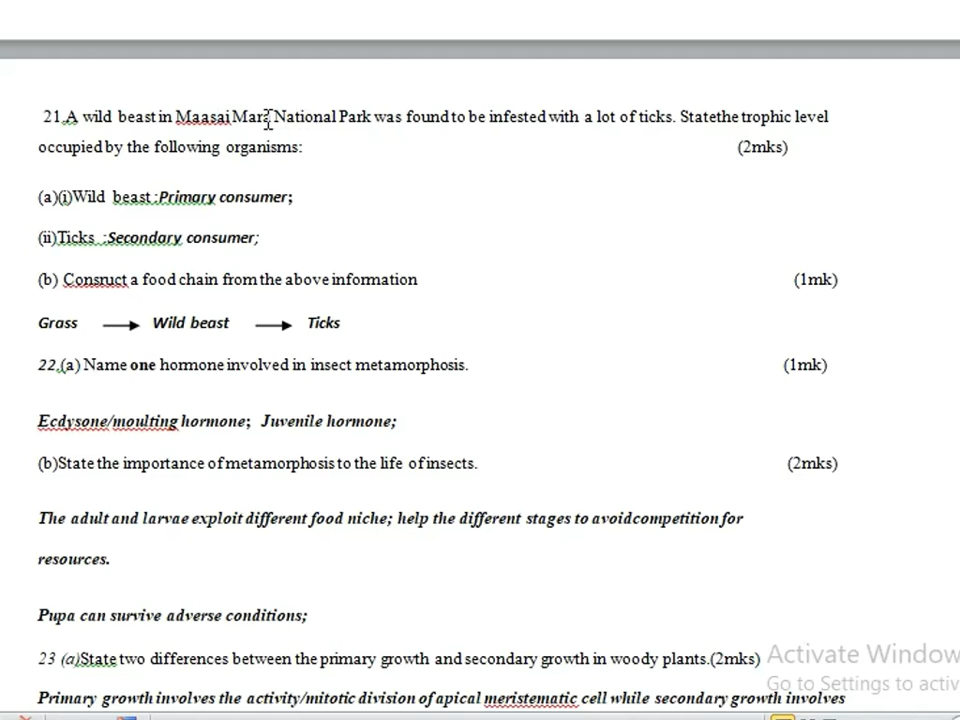 21.A wild beast in Maasai Mara National Park was found to be infested with a lot of ticks. Statethe trophic level
occupied by the following organisms: (2mks)
(a)(i)Wild beast :Primary consumer;
(ii)Ticks :Secondary consumer;
(b) Consruct a food chain from the above information (1mk)
Grass → Wild beast → Ticks
22.(a) Name one hormone involved in insect metamorphosis. (1mk)
Ecdysone/moulting hormone; Juvenile hormone;
(b)State the importance of metamorphosis to the life of insects. (2mks)
The adult and larvae exploit different food niche; help the different stages to avoidcompetition for
resources.
Pupa can survive adverse conditions;
23 (a)State two differences between the primary growth and secondary growth in woody plants.(2mks)
Activate Window
Go to Settings to activ
Primary growth involves the activity/mitotic division of apical meristematic cell while secondary growth involves